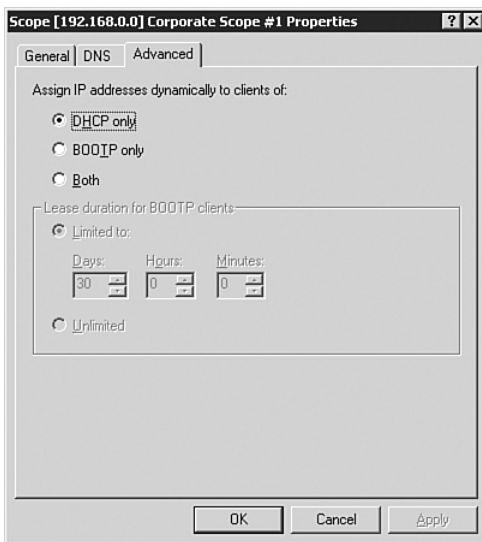 Scope [192.168.0.0] Corporate Scope #1 Properties
General DNS Advanced
Assign IP addresses dynamically to clients of:
DHCP only
BOOTP only
Both
Lease duration for BOOTP clients
Limited to:
Days: Hours: Minutes:
30 0 0
Unlimited
OK Cancel Apply